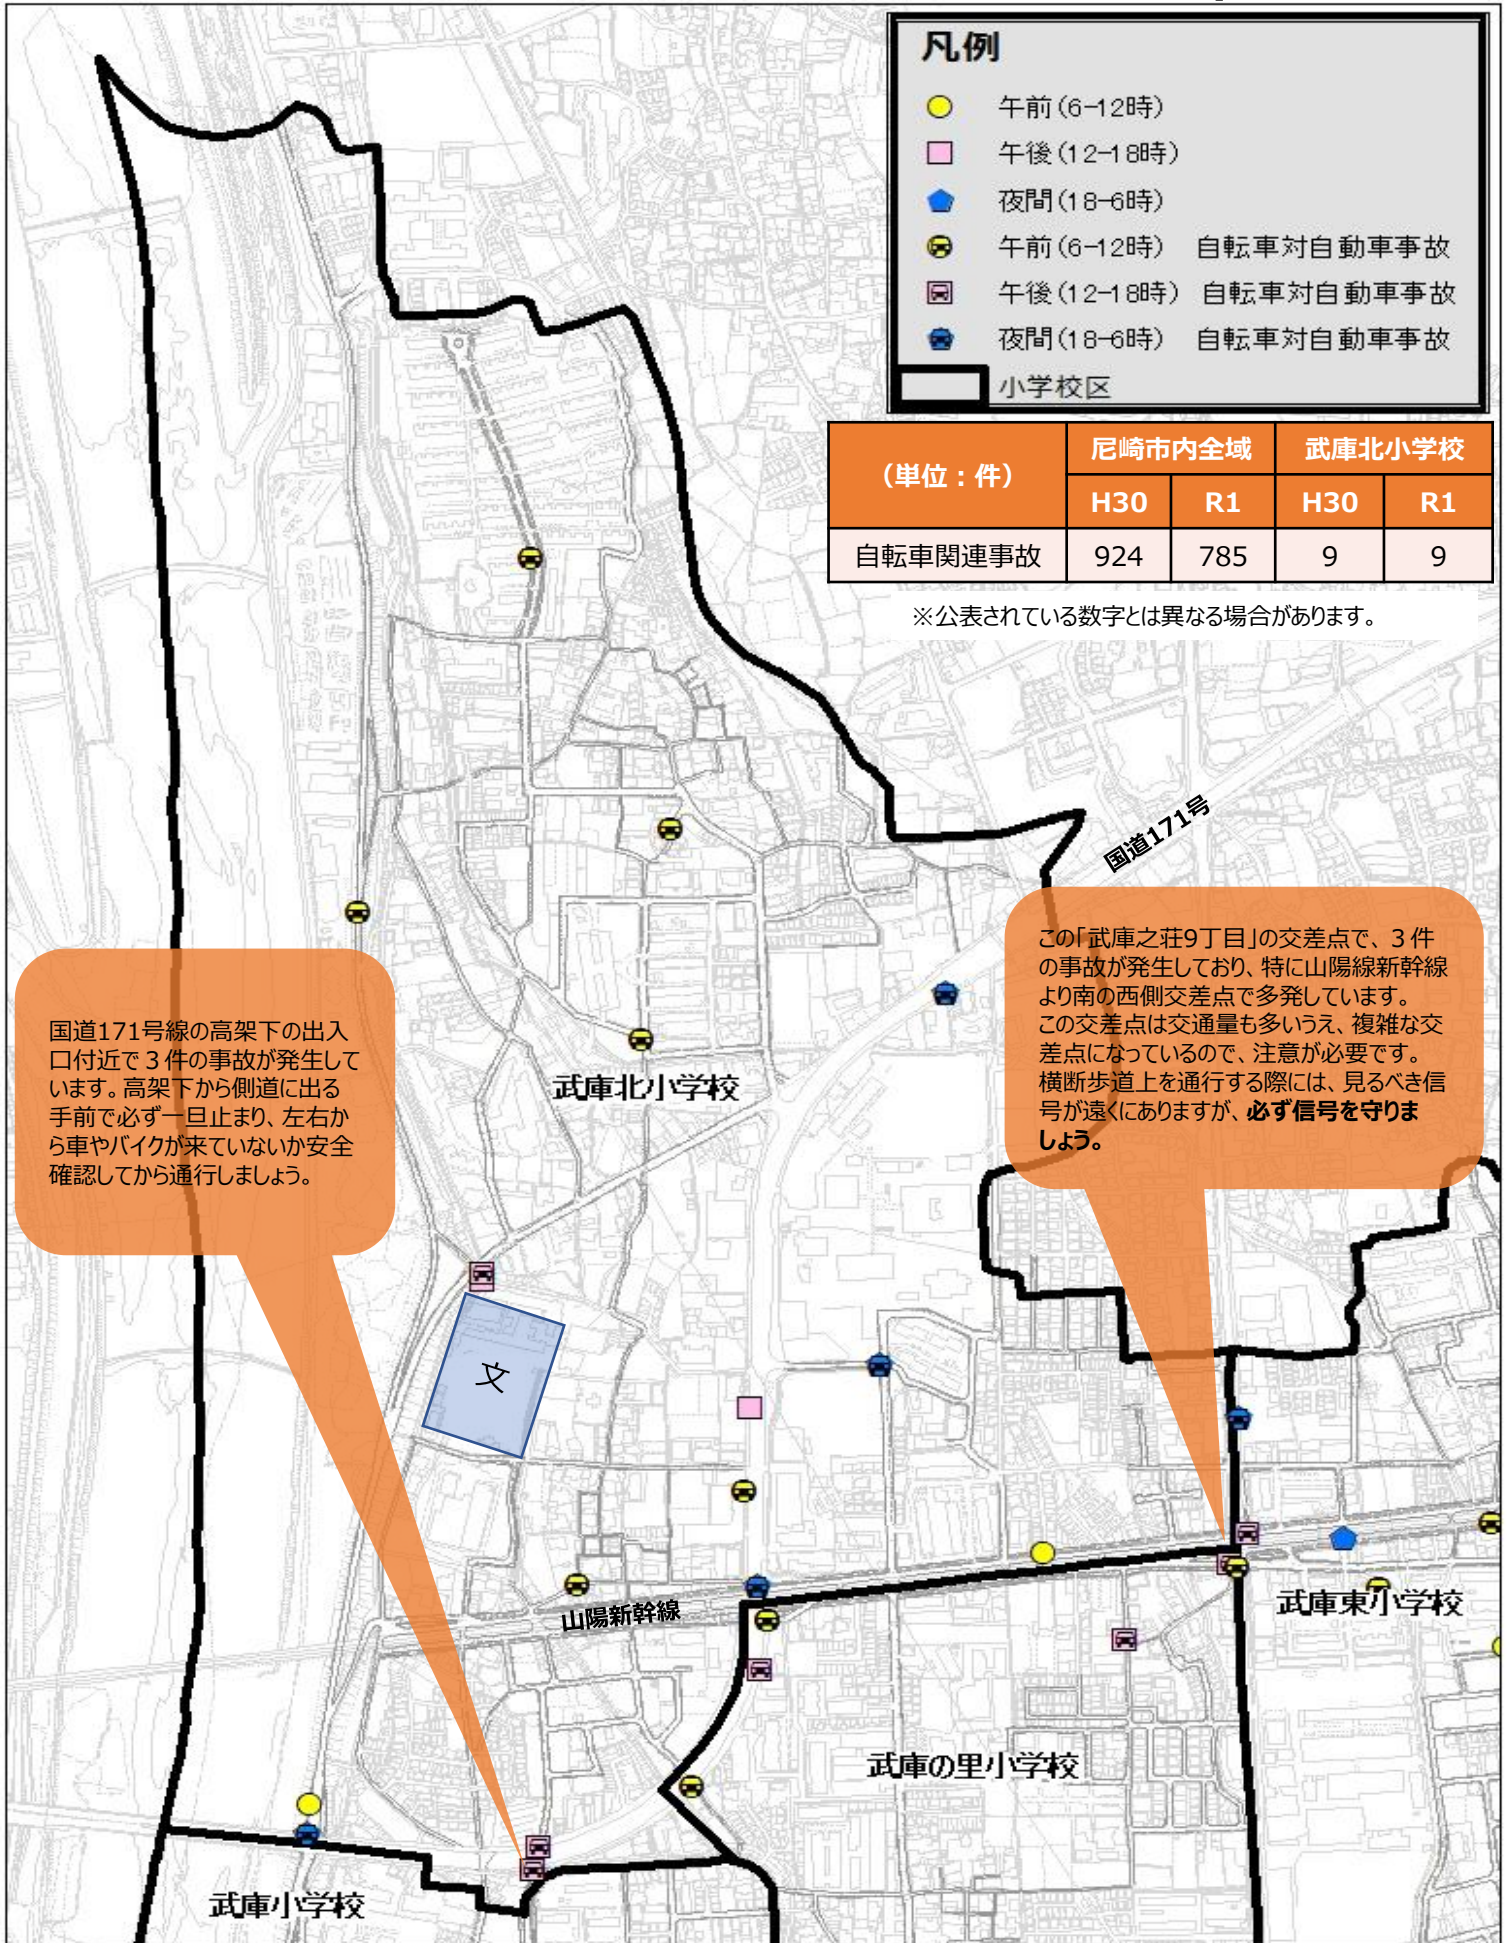 凡例
午前(6-12時)
午後(12-18時)
夜間(18-6時)
午前(6-12時) 自転車対自動車事故
午後(12-18時) 自転車対自動車事故
夜間(18-6時) 自転車対自動車事故
小学校区
(単位：件) 尼崎市内全域 武庫北小学校
H30 R1 H30 R1
自転車関連事故 924 785 9 9
※公表されている数字とは異なる場合があります。
国道171号
この「武庫之荘9丁目」の交差点で、３件
の事故が発生しており、特に山陽線新幹線
より南の西側交差点で多発しています。
この交差点は交通量も多いうえ、複雑な交
差点になっているので、注意が必要です。
横断歩道上を通行する際には、見るべき信
号が遠くにありますが、必ず信号を守りま
しょう。
国道171号線の高架下の出入
口付近で３件の事故が発生して
います。高架下から側道に出る
手前で必ず一旦止まり、左右か
ら車やバイクが来ていないか安全
確認してから通行しましょう。
武庫北小学校
文
山陽新幹線
武庫東小学校
武庫の里小学校
武庫小学校